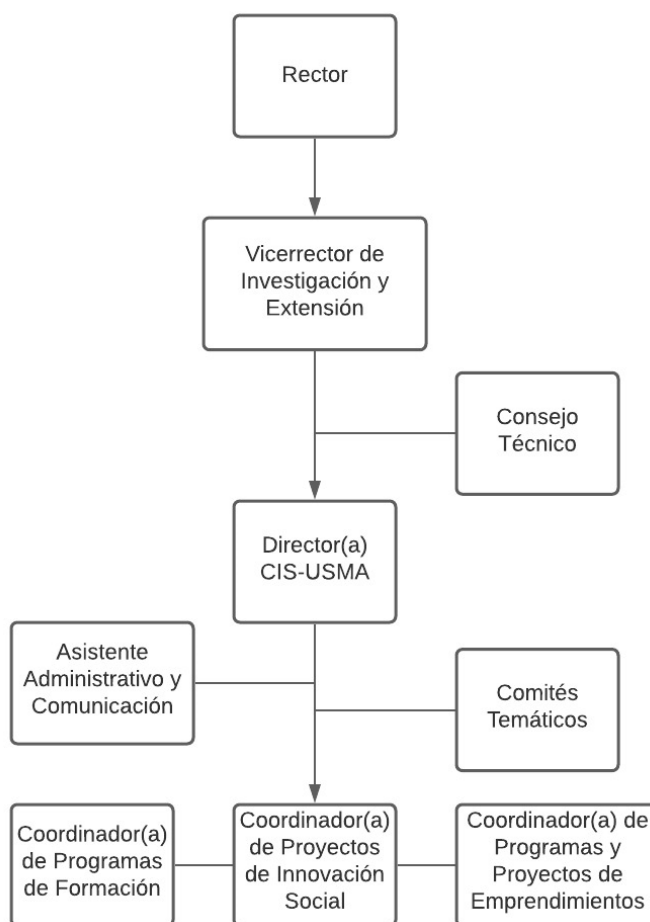 Rector
Vicerrector de
Investigación y
Extensión
Consejo
Técnico
Director(a)
CIS-USMA
Asistente
Administrativo y
Comunicación
Comités
Temáticos
Coordinador(a)
de Programas
de Formación
Coordinador(a)
de Proyectos
de Innovación
Social
Coordinador(a) de
Programas y
Proyectos de
Emprendimientos